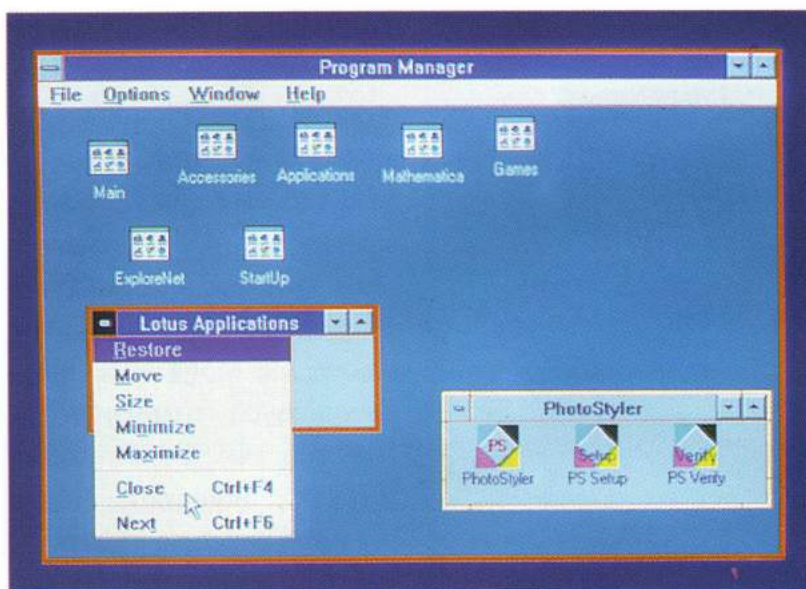 Program Manager
File Options Window Help
Main
Accessories
Applications
Mathematica
Games
ExploreNet
StartUp
Lotus Applications
Restore
Move
Size
Minimize
Maximize
Close Ctrl+F4
Next Ctrl+F6
PhotoStyler
PS
Setup
Verify
PhotoStyler
PS Setup
PS Verify